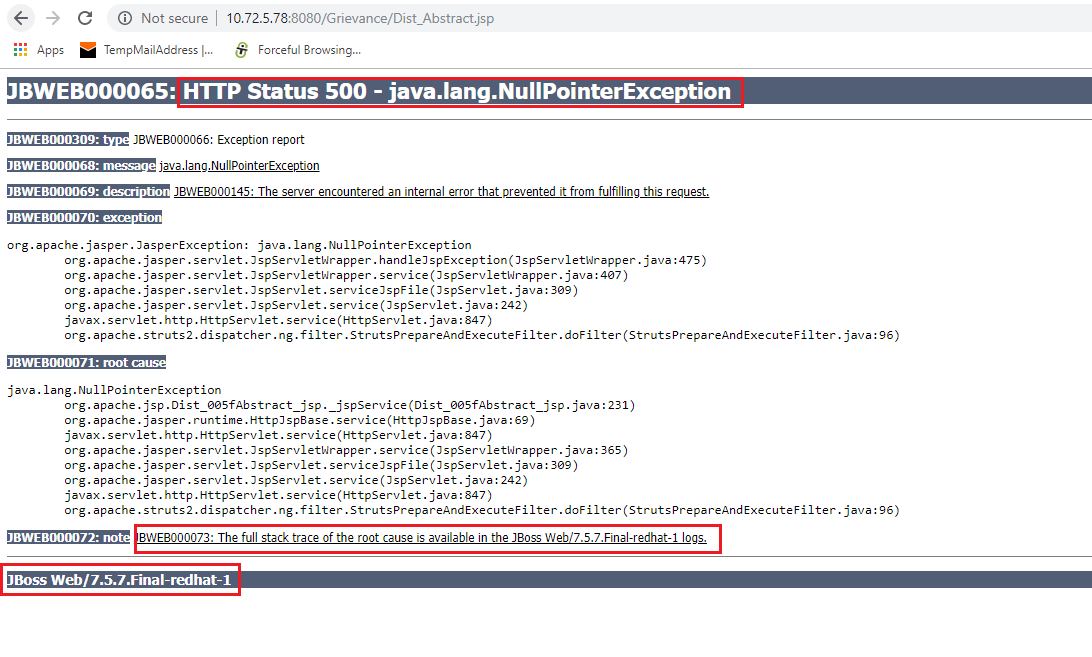 Not secure | 10.72.5.78:8080/Grievance/Dist_Abstract.jsp
Apps TempMailAddress |... Forceful Browsing...
JBWEB000065: HTTP Status 500 - java.lang.NullPointerException
JBWEB000309: type JBWEB000066: Exception report
JBWEB000068: message java.lang.NullPointerException
JBWEB000069: description JBWEB000145: The server encountered an internal error that prevented it from fulfilling this request.
JBWEB000070: exception
org.apache.jasper.JasperException: java.lang.NullPointerException
org.apache.jasper.servlet.JspServletWrapper.handleJspException(JspServletWrapper.java:475)
org.apache.jasper.servlet.JspServletWrapper.service(JspServletWrapper.java:407)
org.apache.jasper.servlet.JspServlet.serviceJspFile(JspServlet.java:309)
org.apache.jasper.servlet.JspServlet.service(JspServlet.java:242)
javax.servlet.http.HttpServlet.service(HttpServlet.java:847)
org.apache.struts2.dispatcher.ng.filter.StrutsPrepareAndExecuteFilter.doFilter(StrutsPrepareAndExecuteFilter.java:96)
JBWEB000071: root cause
java.lang.NullPointerException
org.apache.jsp.Dist_005fAbstract_jsp._jspService(Dist_005fAbstract_jsp.java:231)
org.apache.jasper.runtime.HttpJspBase.service(HttpJspBase.java:69)
javax.servlet.http.HttpServlet.service(HttpServlet.java:847)
org.apache.jasper.servlet.JspServletWrapper.service(JspServletWrapper.java:365)
org.apache.jasper.servlet.JspServlet.serviceJspFile(JspServlet.java:309)
org.apache.jasper.servlet.JspServlet.service(JspServlet.java:242)
javax.servlet.http.HttpServlet.service(HttpServlet.java:847)
org.apache.struts2.dispatcher.ng.filter.StrutsPrepareAndExecuteFilter.doFilter(StrutsPrepareAndExecuteFilter.java:96)
JBWEB000072: note JBWEB000073: The full stack trace of the root cause is available in the JBoss Web/7.5.7.Final-redhat-1 logs.
JBoss Web/7.5.7.Final-redhat-1